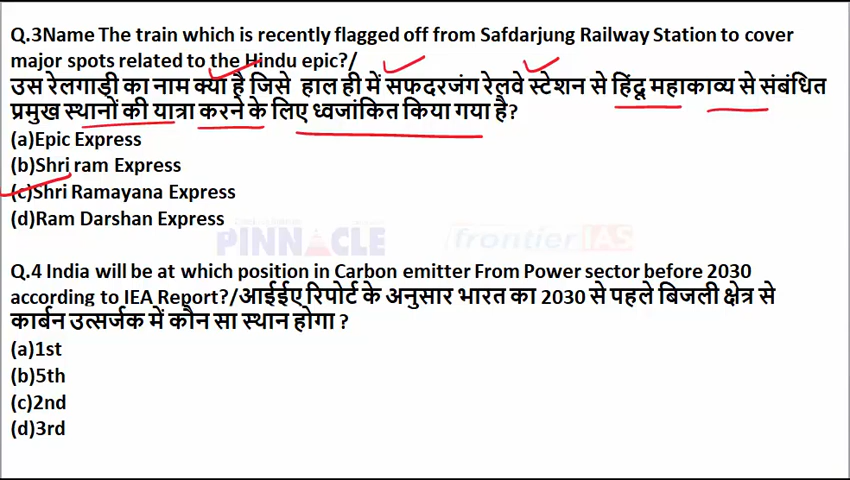 Q.3Name The train which is recently flagged off from Safdarjung Railway Station to cover
major spots related to the Hindu epic?/
उस रेलगाड़ी का नाम क्या है जिसे हाल ही में सफदरजंग रेलवे स्टेशन से हिंदू महाकाव्य से संबंधित
प्रमुख स्थानों की यात्रा करने के लिए ध्वजांकित किया गया है?
(a)Epic Express
(b)Shri ram Express
(c)Shri Ramayana Express
(d)Ram Darshan Express
PINNACLE frontier IAS
Q.4 India will be at which position in Carbon emitter From Power sector before 2030
according to IEA Report?/आईईए रिपोर्ट के अनुसार भारत का 2030 से पहले बिजली क्षेत्र से
कार्बन उत्सर्जक में कौन सा स्थान होगा ?
(a)1st
(b)5th
(c)2nd
(d)3rd